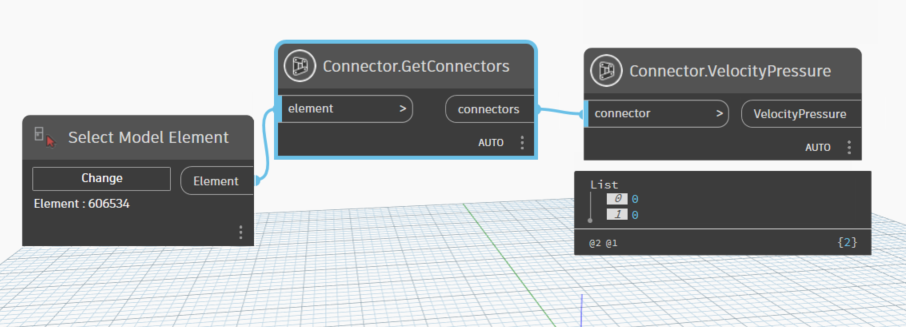 Select Model Element
Change
Element
Element : 606534
Connector.GetConnectors
element >
connectors
AUTO
Connector.VelocityPressure
connector >
VelocityPressure
AUTO
List
0 0
1 0
@2 @1 {2}